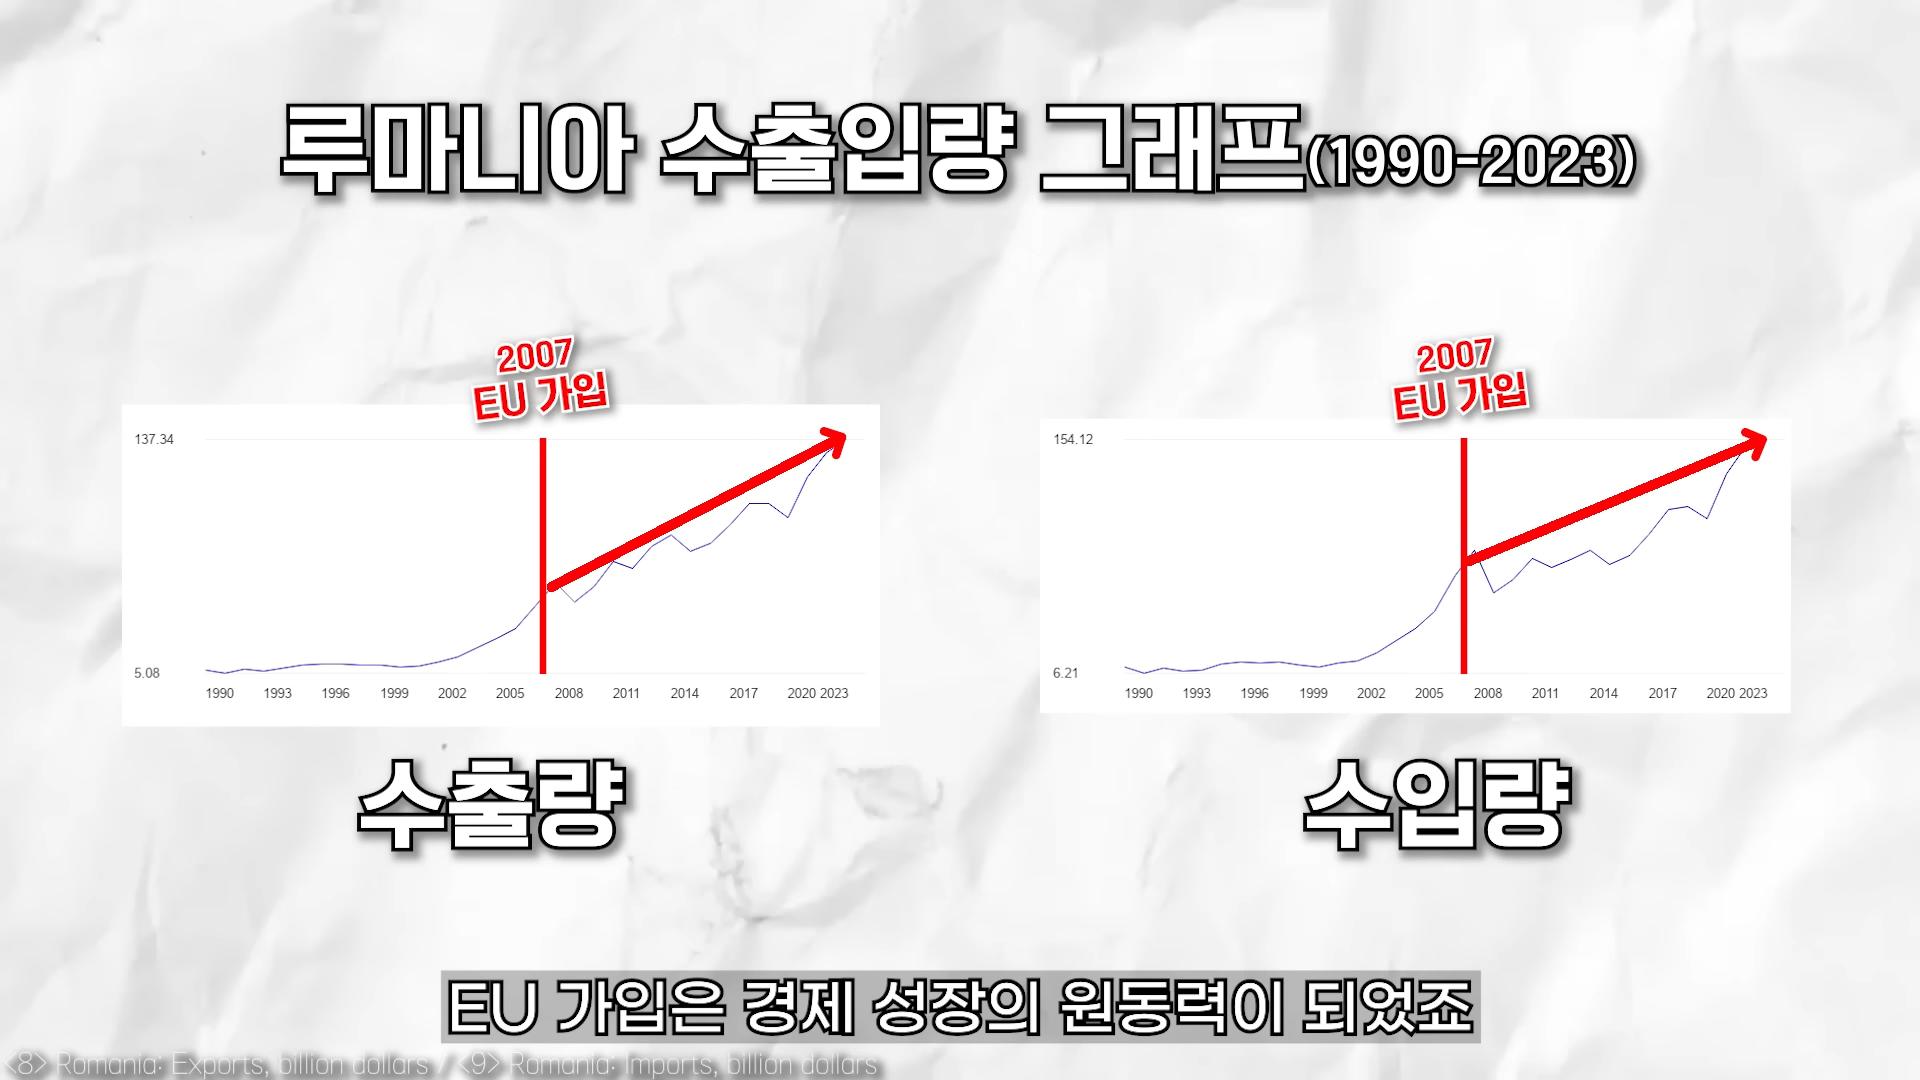 루마니아 수출입량 그래프(1990-2023)
2007
EU 가입
137.34
5.08
1990 1993 1996 1999 2002 2005 2008 2011 2014 2017 2020 2023
수출량
2007
EU 가입
154.12
6.21
1990 1993 1996 1999 2002 2005 2008 2011 2014 2017 2020 2023
수입량
EU 가입은 경제 성장의 원동력이 되었죠
<8> Romania: Exports, billion dollars / <9> Romania: Imports, billion dollars